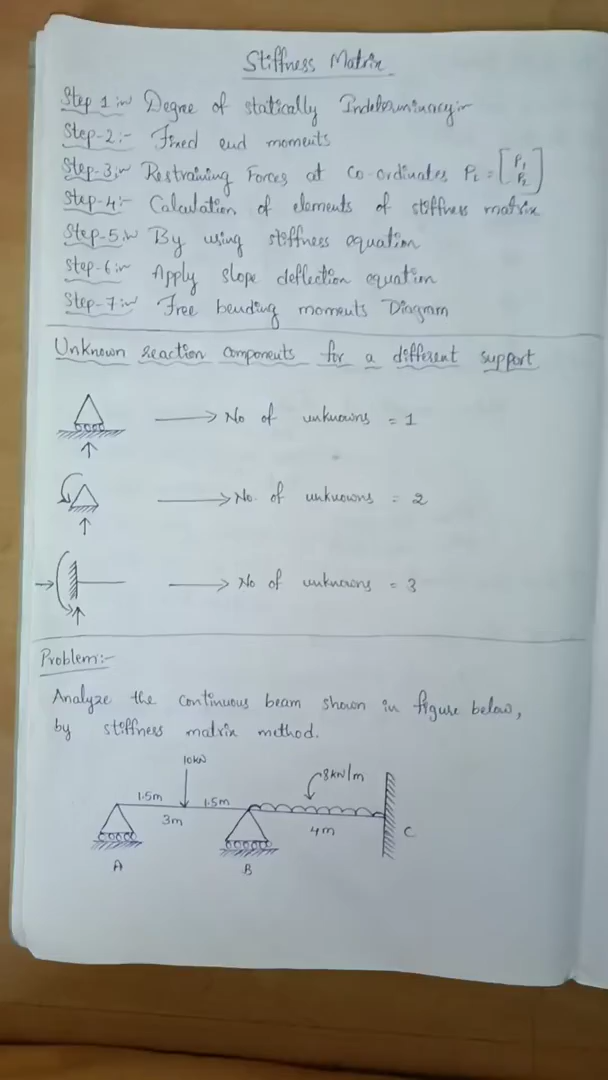 Stiffness Matrix
Step 1:- Degree of statically Indeterminacy:-
Step-2:- Fixed end moments
Step-3:- Restraining Forces at Co-ordinates PL = [P1 P2]
Step-4:- Calculation of elements of stiffness matrix
Step-5:- By using stiffness equation
Step-6:- Apply slope deflection equation
Step-7:- Free bending moments Diagram
Unknown reaction components for a different support
→ No of unknowns = 1
→ No. of unknowns = 2
→ No of unknowns = 3
Problem:-
Analyze the continuous beam shown in figure below,
by stiffness matrix method.
10kN
8kN/m
1.5m 1.5m
3m 4m
C
A B